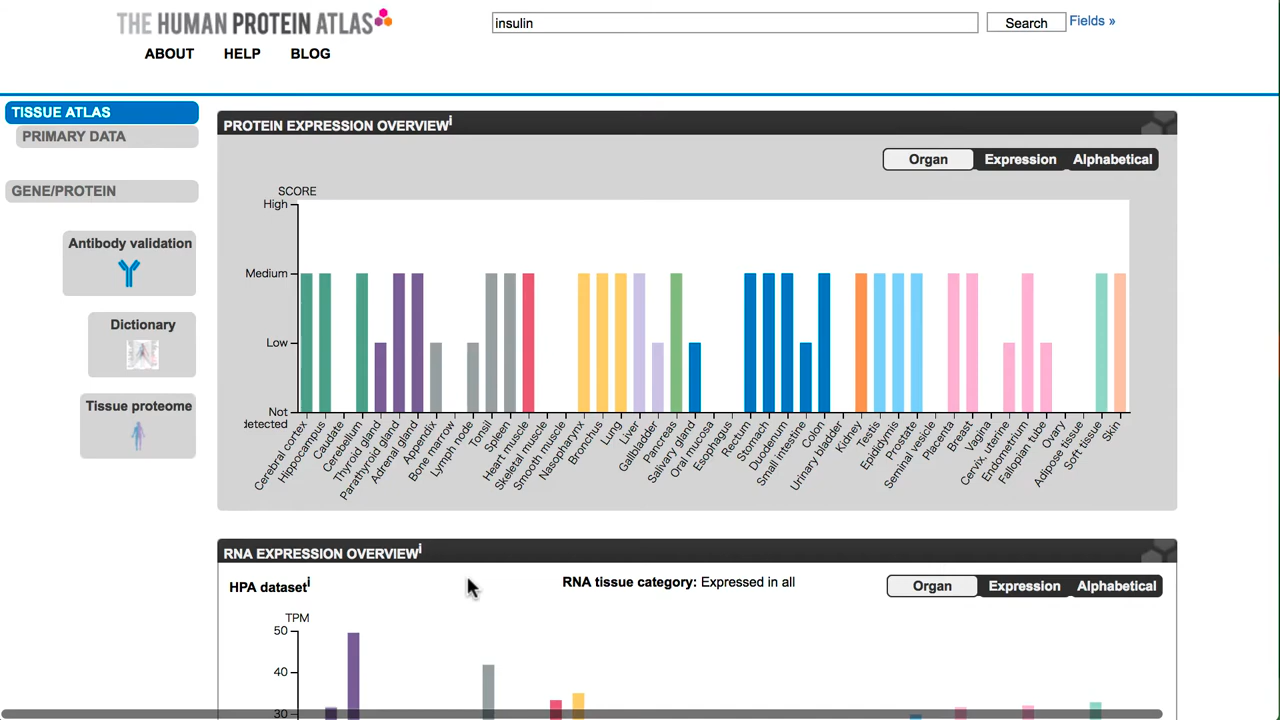 THE HUMAN PROTEIN ATLAS
insulin
Search
Fields »
ABOUT HELP BLOG
TISSUE ATLAS
PRIMARY DATA
GENE/PROTEIN
Antibody validation
Dictionary
Tissue proteome
PROTEIN EXPRESSION OVERVIEWi
Organ Expression Alphabetical
SCORE
High
Medium
Low
Not
detected
Cerebral cortex
Hippocampus
Caudate
Cerebellum
Thyroid gland
Parathyroid gland
Adrenal gland
Appendix
Bone marrow
Lymph node
Tonsil
Spleen
Heart muscle
Skeletal muscle
Smooth muscle
Nasopharynx
Bronchus
Lung
Liver
Gallbladder
Pancreas
Salivary gland
Oral mucosa
Esophagus
Rectum
Stomach
Duodenum
Small intestine
Colon
Urinary bladder
Kidney
Testis
Epididymis
Prostate
Seminal vesicle
Placenta
Breast
Vagina
Cervix, uterine
Endometrium
Fallopian tube
Ovary
Adipose tissue
Soft tissue
Skin
RNA EXPRESSION OVERVIEWi
HPA dataseti
RNA tissue category: Expressed in all
Organ Expression Alphabetical
TPM
50
40
30